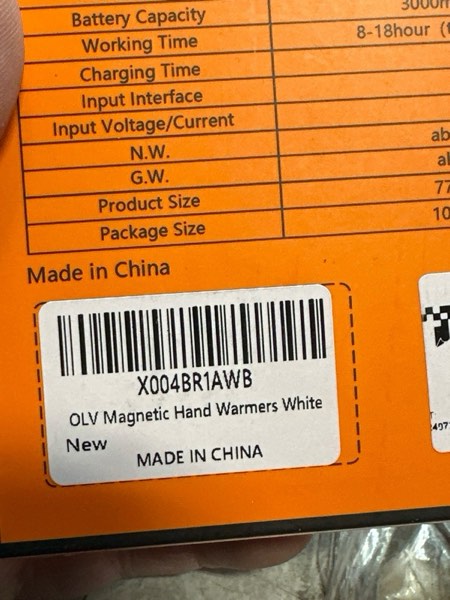 Battery Capacity
Working Time 8-18hour
Charging Time
Input Interface
Input Voltage/Current
N.W.
G.W.
Product Size
Package Size
Made in China
X004BR1AWB
OLV Magnetic Hand Warmers White
New
MADE IN CHINA